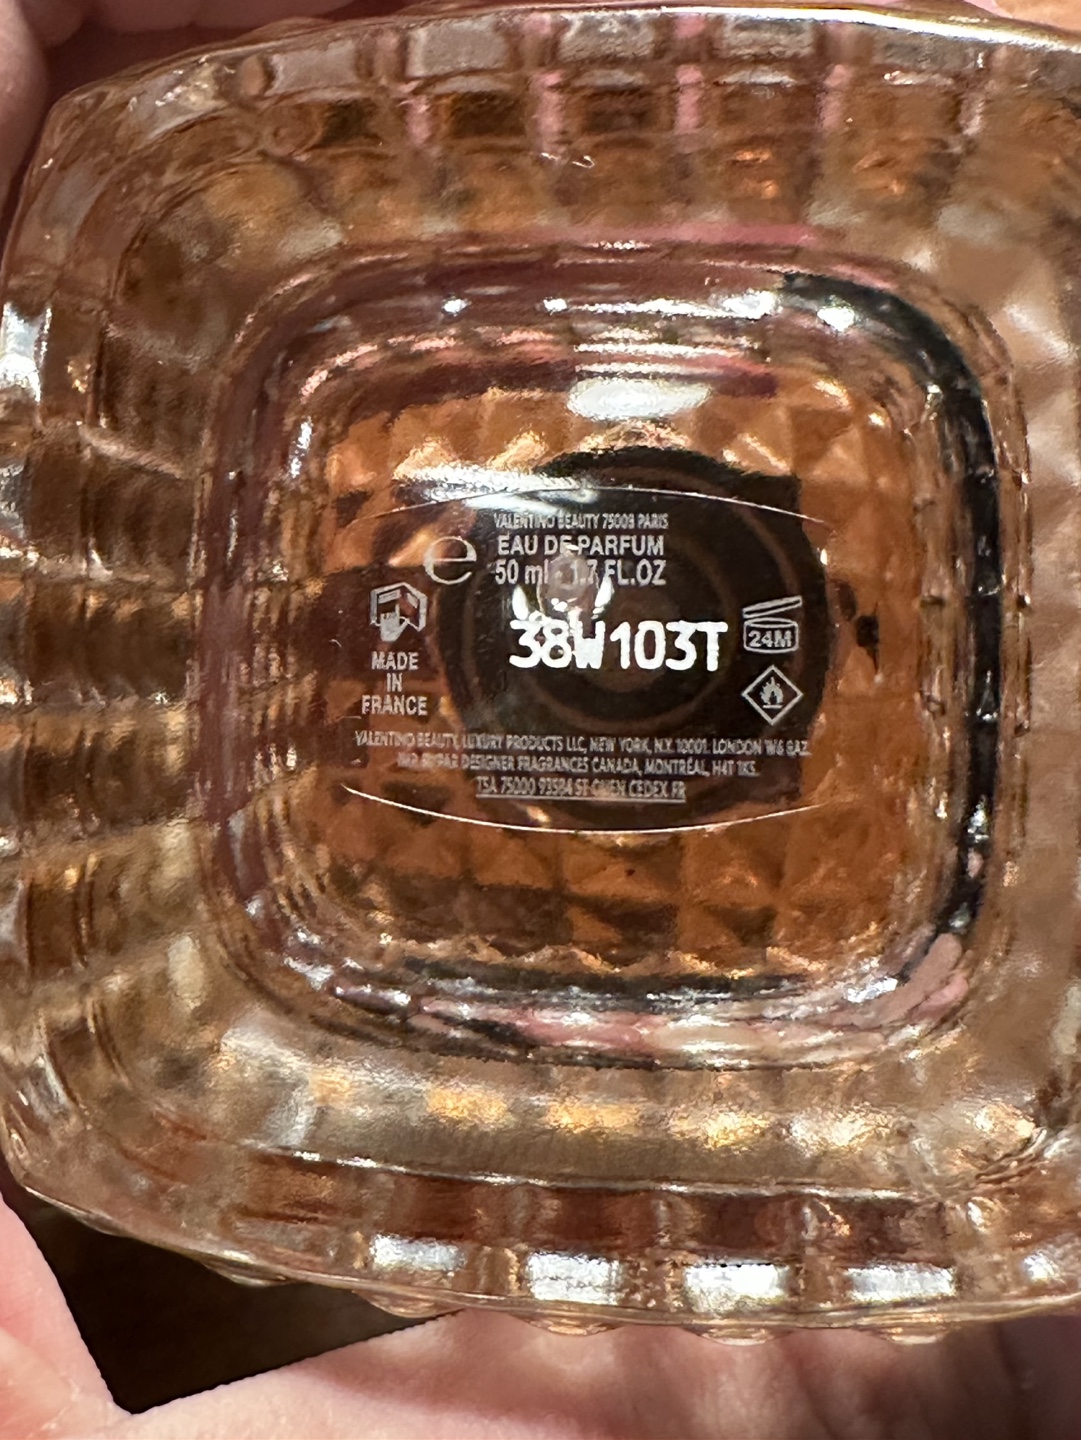 VALENTINO BEAUTY 75008 PARIS
e EAU DE PARFUM
50 ml 1.7 FL.OZ
38W103T
24M
MADE
IN
FRANCE
VALENTINO BEAUTY, LUXURY PRODUCTS LLC, NEW YORK, N.Y. 10001. LONDON W6 8AZ.
DESIGNER FRAGRANCES CANADA, MONTRÉAL, H4T 1K5.
TSA 75000 93584 ST-OUEN CEDEX FR